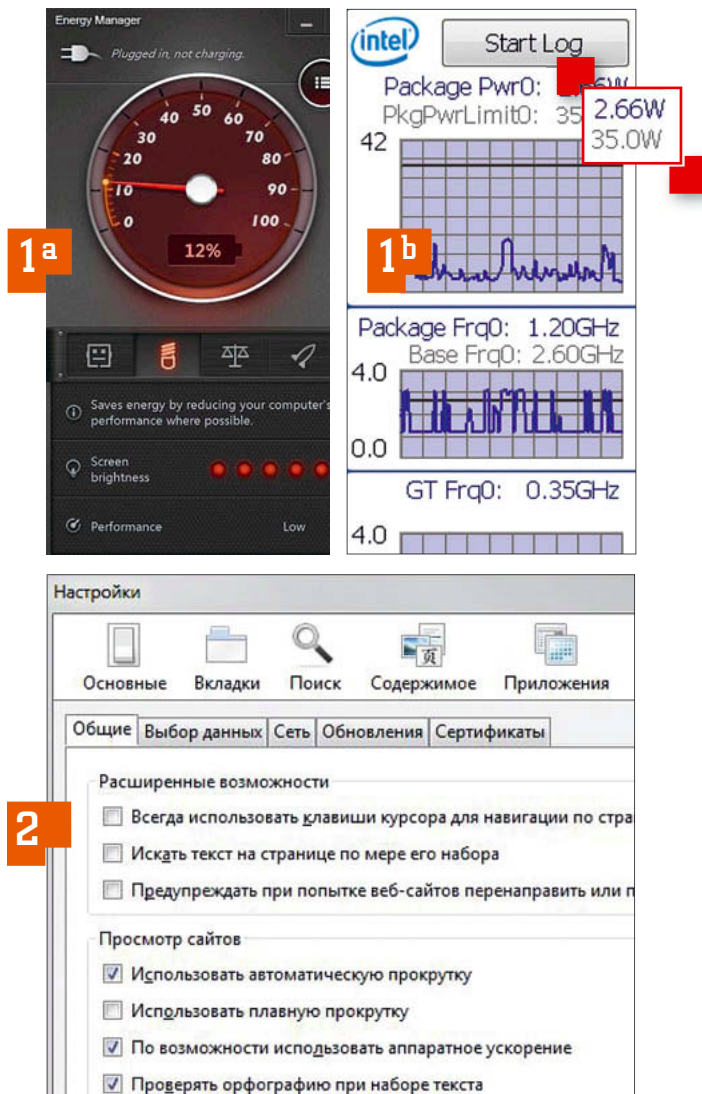 Energy Manager
Plugged in, not charging.
0
10
20
30
40
50
60
70
80
90
100
12%
Saves energy by reducing your computer's
performance where possible.
Screen
brightness
Performance Low
1a
intel
Start Log
Package Pwr0:
PkgPwrLimit0: 35
2.66W
35.0W
42
1b
Package Frq0: 1.20GHz
Base Frq0: 2.60GHz
4.0
0.0
GT Frq0: 0.35GHz
4.0
2
Настройки
Основные Вкладки Поиск Содержимое Приложения
页
Общие Выбор данных Сеть Обновления Сертификаты
Расширенные возможности
Всегда использовать клавиши курсора для навигации по стра
Искать текст на странице по мере его набора
Предупреждать при попытке веб-сайтов перенаправить или п
Просмотр сайтов
Использовать автоматическую прокрутку
Использовать плавную прокрутку
По возможности использовать аппаратное ускорение
Проверять орфографию при наборе текста